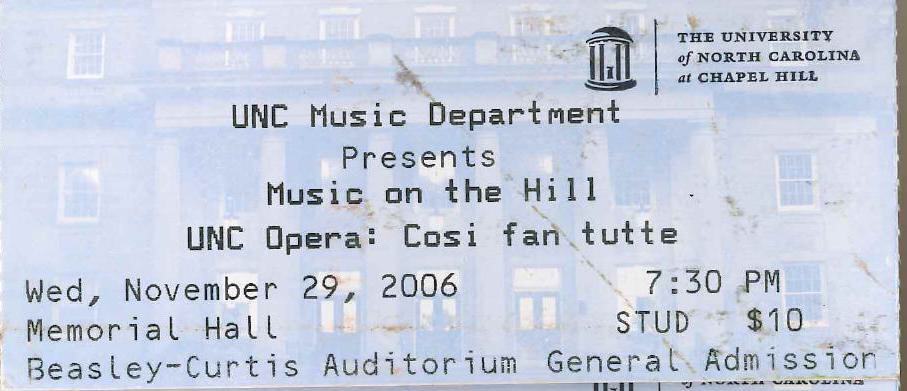 THE UNIVERSITY
of NORTH CAROLINA
at CHAPEL HILL
UNC Music Department
Presents
Music on the Hill
UNC Opera: Cosi fan tutte
Wed, November 29, 2006 7:30 PM
Memorial Hall STUD $10
Beasley-Curtis Auditorium General Admission